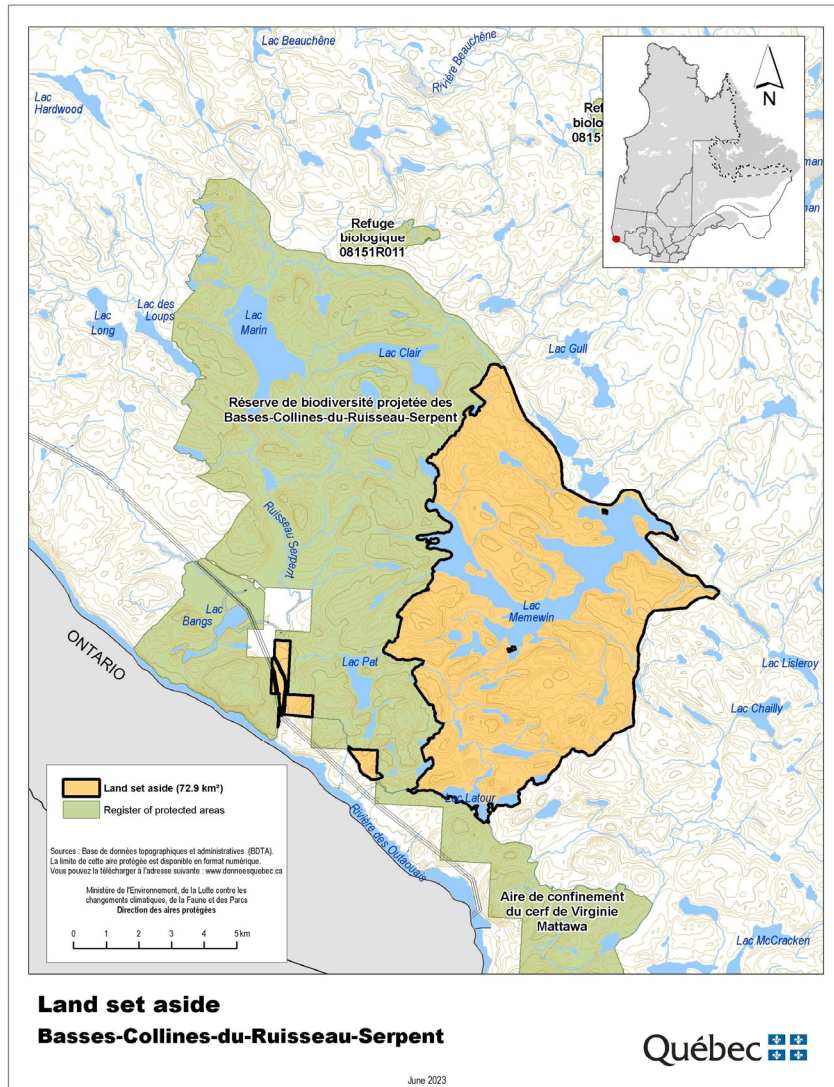 Lac Beauchêne
Rivière Beauchêne
Lac
Hardwood
N
Refuge
biologique
08151R011
Lac des
Loups
Lac
Long
Lac
Marin
Lac Clair
Lac Gull
Réserve de biodiversité projetée des
Basses-Collines-du-Ruisseau-Serpent
Ruisseau Serpent
Lac
Bangs
ONTARIO
Lac
Memewin
Lac Pat
Lac Lisleroy
Lac Chailly
Lac Latour
Rivière des Outaouais
Aire de confinement
du cerf de Virginie
Mattawa
Lac McCracken
Land set aside (72.9 km²)
Register of protected areas
Sources : Base de données topographiques et administratives (BDTA).
La limite de cette aire protégée est disponible en format numérique.
Vous pouvez la télécharger à l'adresse suivante : www.donneesquebec.ca
Ministère de l'Environnement, de la Lutte contre les
changements climatiques, de la Faune et des Parcs
Direction des aires protégées
0 1 2 3 4 5 km
Land set aside
Basses-Collines-du-Ruisseau-Serpent
Québec
June 2023